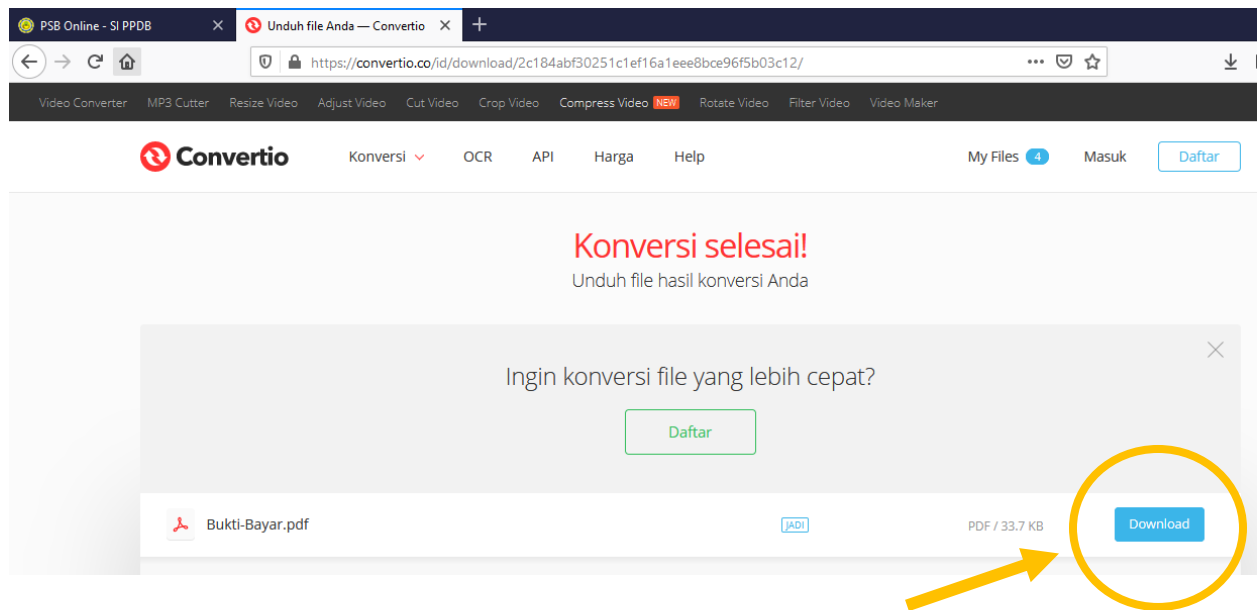 PSB Online - SI PPDB
Unduh file Anda — Convertio
https://convertio.co/id/download/2c184abf30251c1ef16a1eee8bce96f5b03c12/
Video Converter MP3 Cutter Resize Video Adjust Video Cut Video Crop Video Compress Video NEW Rotate Video Filter Video Video Maker
Convertio Konversi OCR API Harga Help My Files 4 Masuk Daftar
Konversi selesai!
Unduh file hasil konversi Anda
Ingin konversi file yang lebih cepat?
Daftar
Bukti-Bayar.pdf JADI PDF / 33.7 KB Download